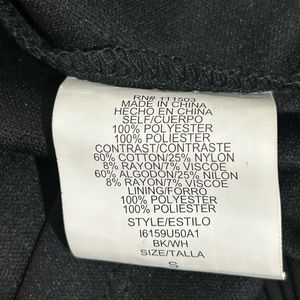 RN# 111503
MADE IN CHINA
HECHO EN CHINA
SELF/CUERPO
100% POLYESTER
100% POLIESTER
CONTRAST/CONTRASTE
60% COTTON/25% NYLON
8% RAYON/7% VISCOE
60% ALGODON/25% NILON
8% RAYON/7% VISCOE
LINING/FORRO
100% POLYESTER
100% POLIESTER
STYLE/ESTILO
I6159U50A1
BK/WH
SIZE/TALLA
S